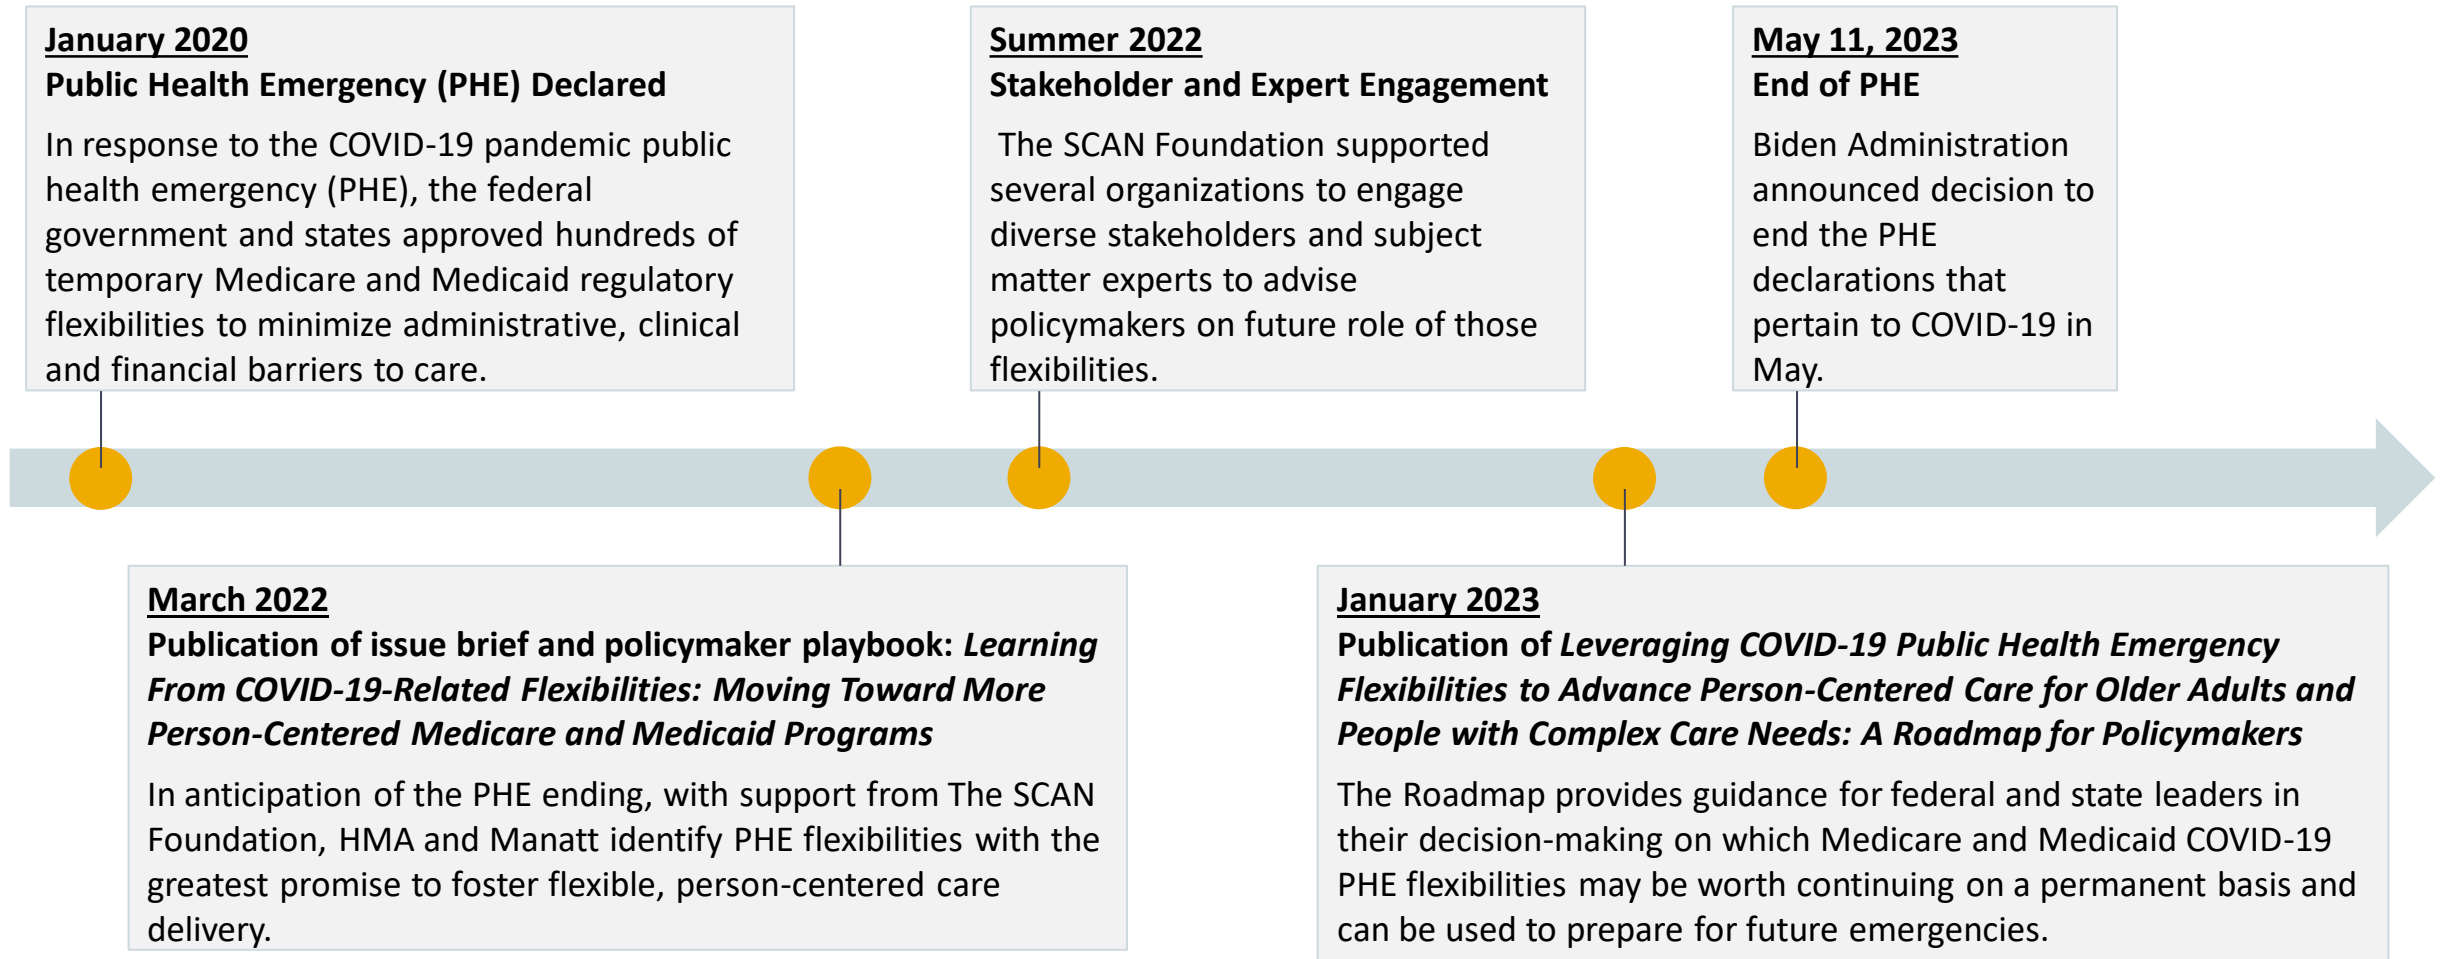 January 2020
Public Health Emergency (PHE) Declared
In response to the COVID-19 pandemic public
health emergency (PHE), the federal
government and states approved hundreds of
temporary Medicare and Medicaid regulatory
flexibilities to minimize administrative, clinical
and financial barriers to care.
Summer 2022
Stakeholder and Expert Engagement
The SCAN Foundation supported
several organizations to engage
diverse stakeholders and subject
matter experts to advise
policymakers on future role of those
flexibilities.
May 11, 2023
End of PHE
Biden Administration
announced decision to
end the PHE
declarations that
pertain to COVID-19 in
May.
March 2022
Publication of issue brief and policymaker playbook: Learning
From COVID-19-Related Flexibilities: Moving Toward More
Person-Centered Medicare and Medicaid Programs
In anticipation of the PHE ending, with support from The SCAN
Foundation, HMA and Manatt identify PHE flexibilities with the
greatest promise to foster flexible, person-centered care
delivery.
January 2023
Publication of Leveraging COVID-19 Public Health Emergency
Flexibilities to Advance Person-Centered Care for Older Adults and
People with Complex Care Needs: A Roadmap for Policymakers
The Roadmap provides guidance for federal and state leaders in
their decision-making on which Medicare and Medicaid COVID-19
PHE flexibilities may be worth continuing on a permanent basis and
can be used to prepare for future emergencies.